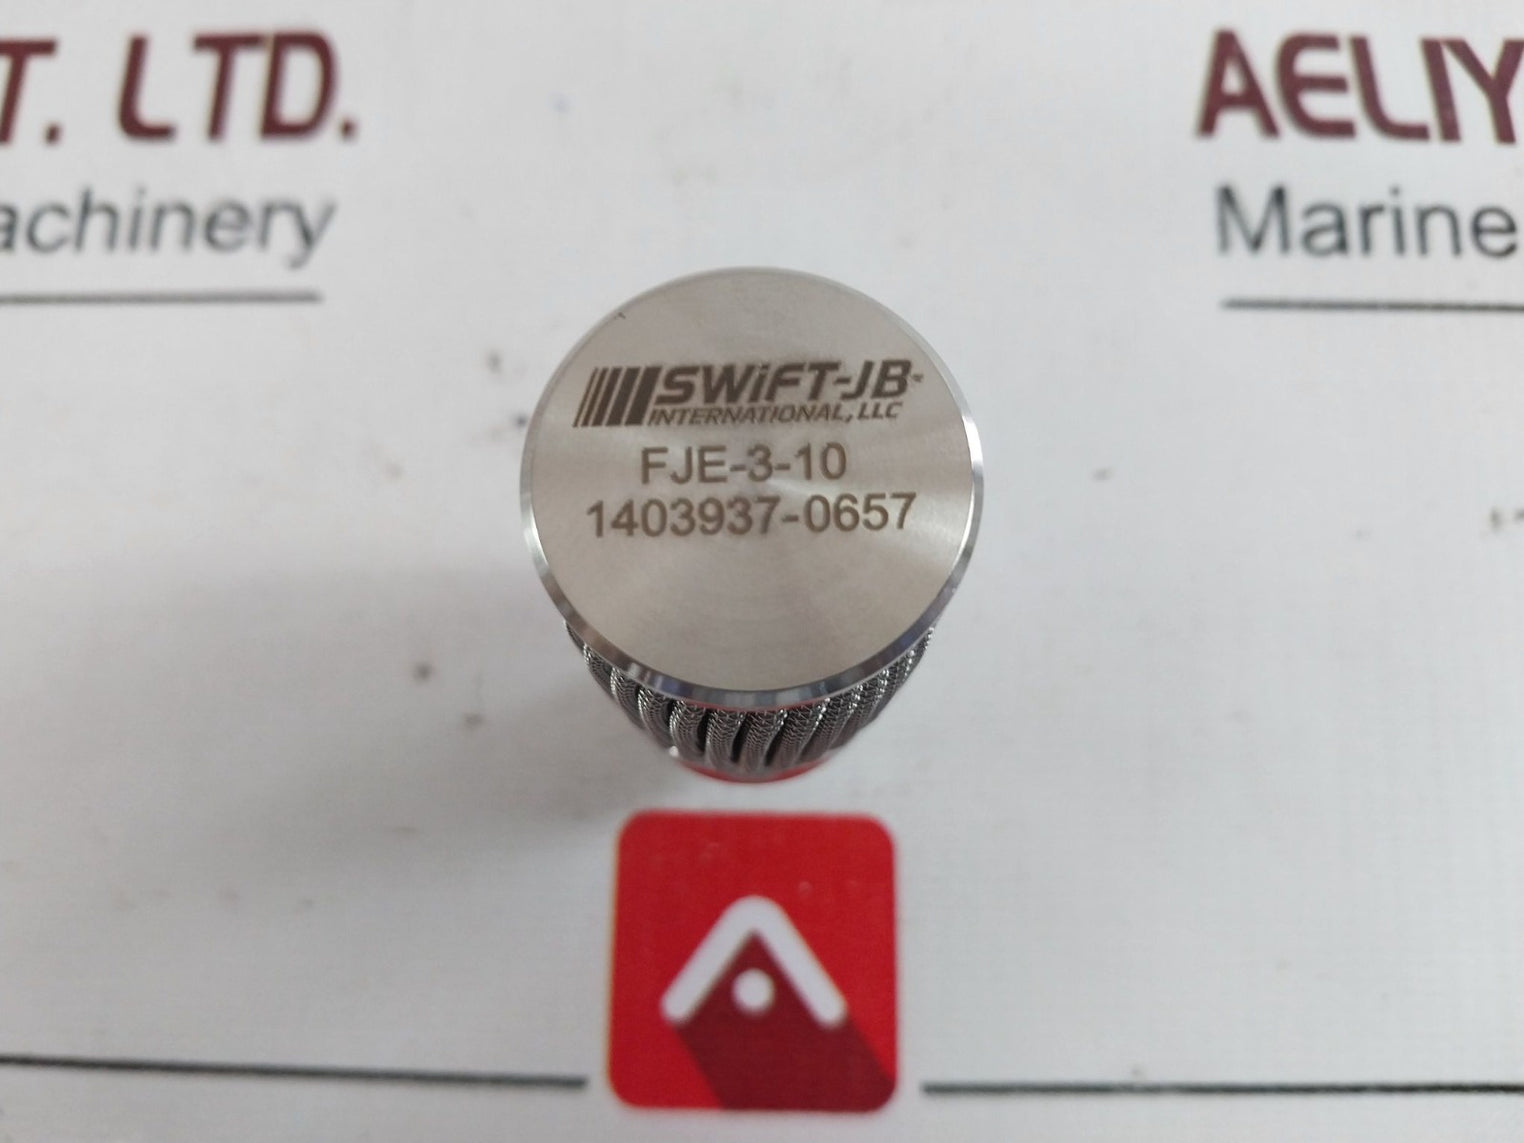 T. LTD.
achinery
AELIY
Marine
SWiFT-JB
INTERNATIONAL, LLC
FJE-3-10
1403937-0657